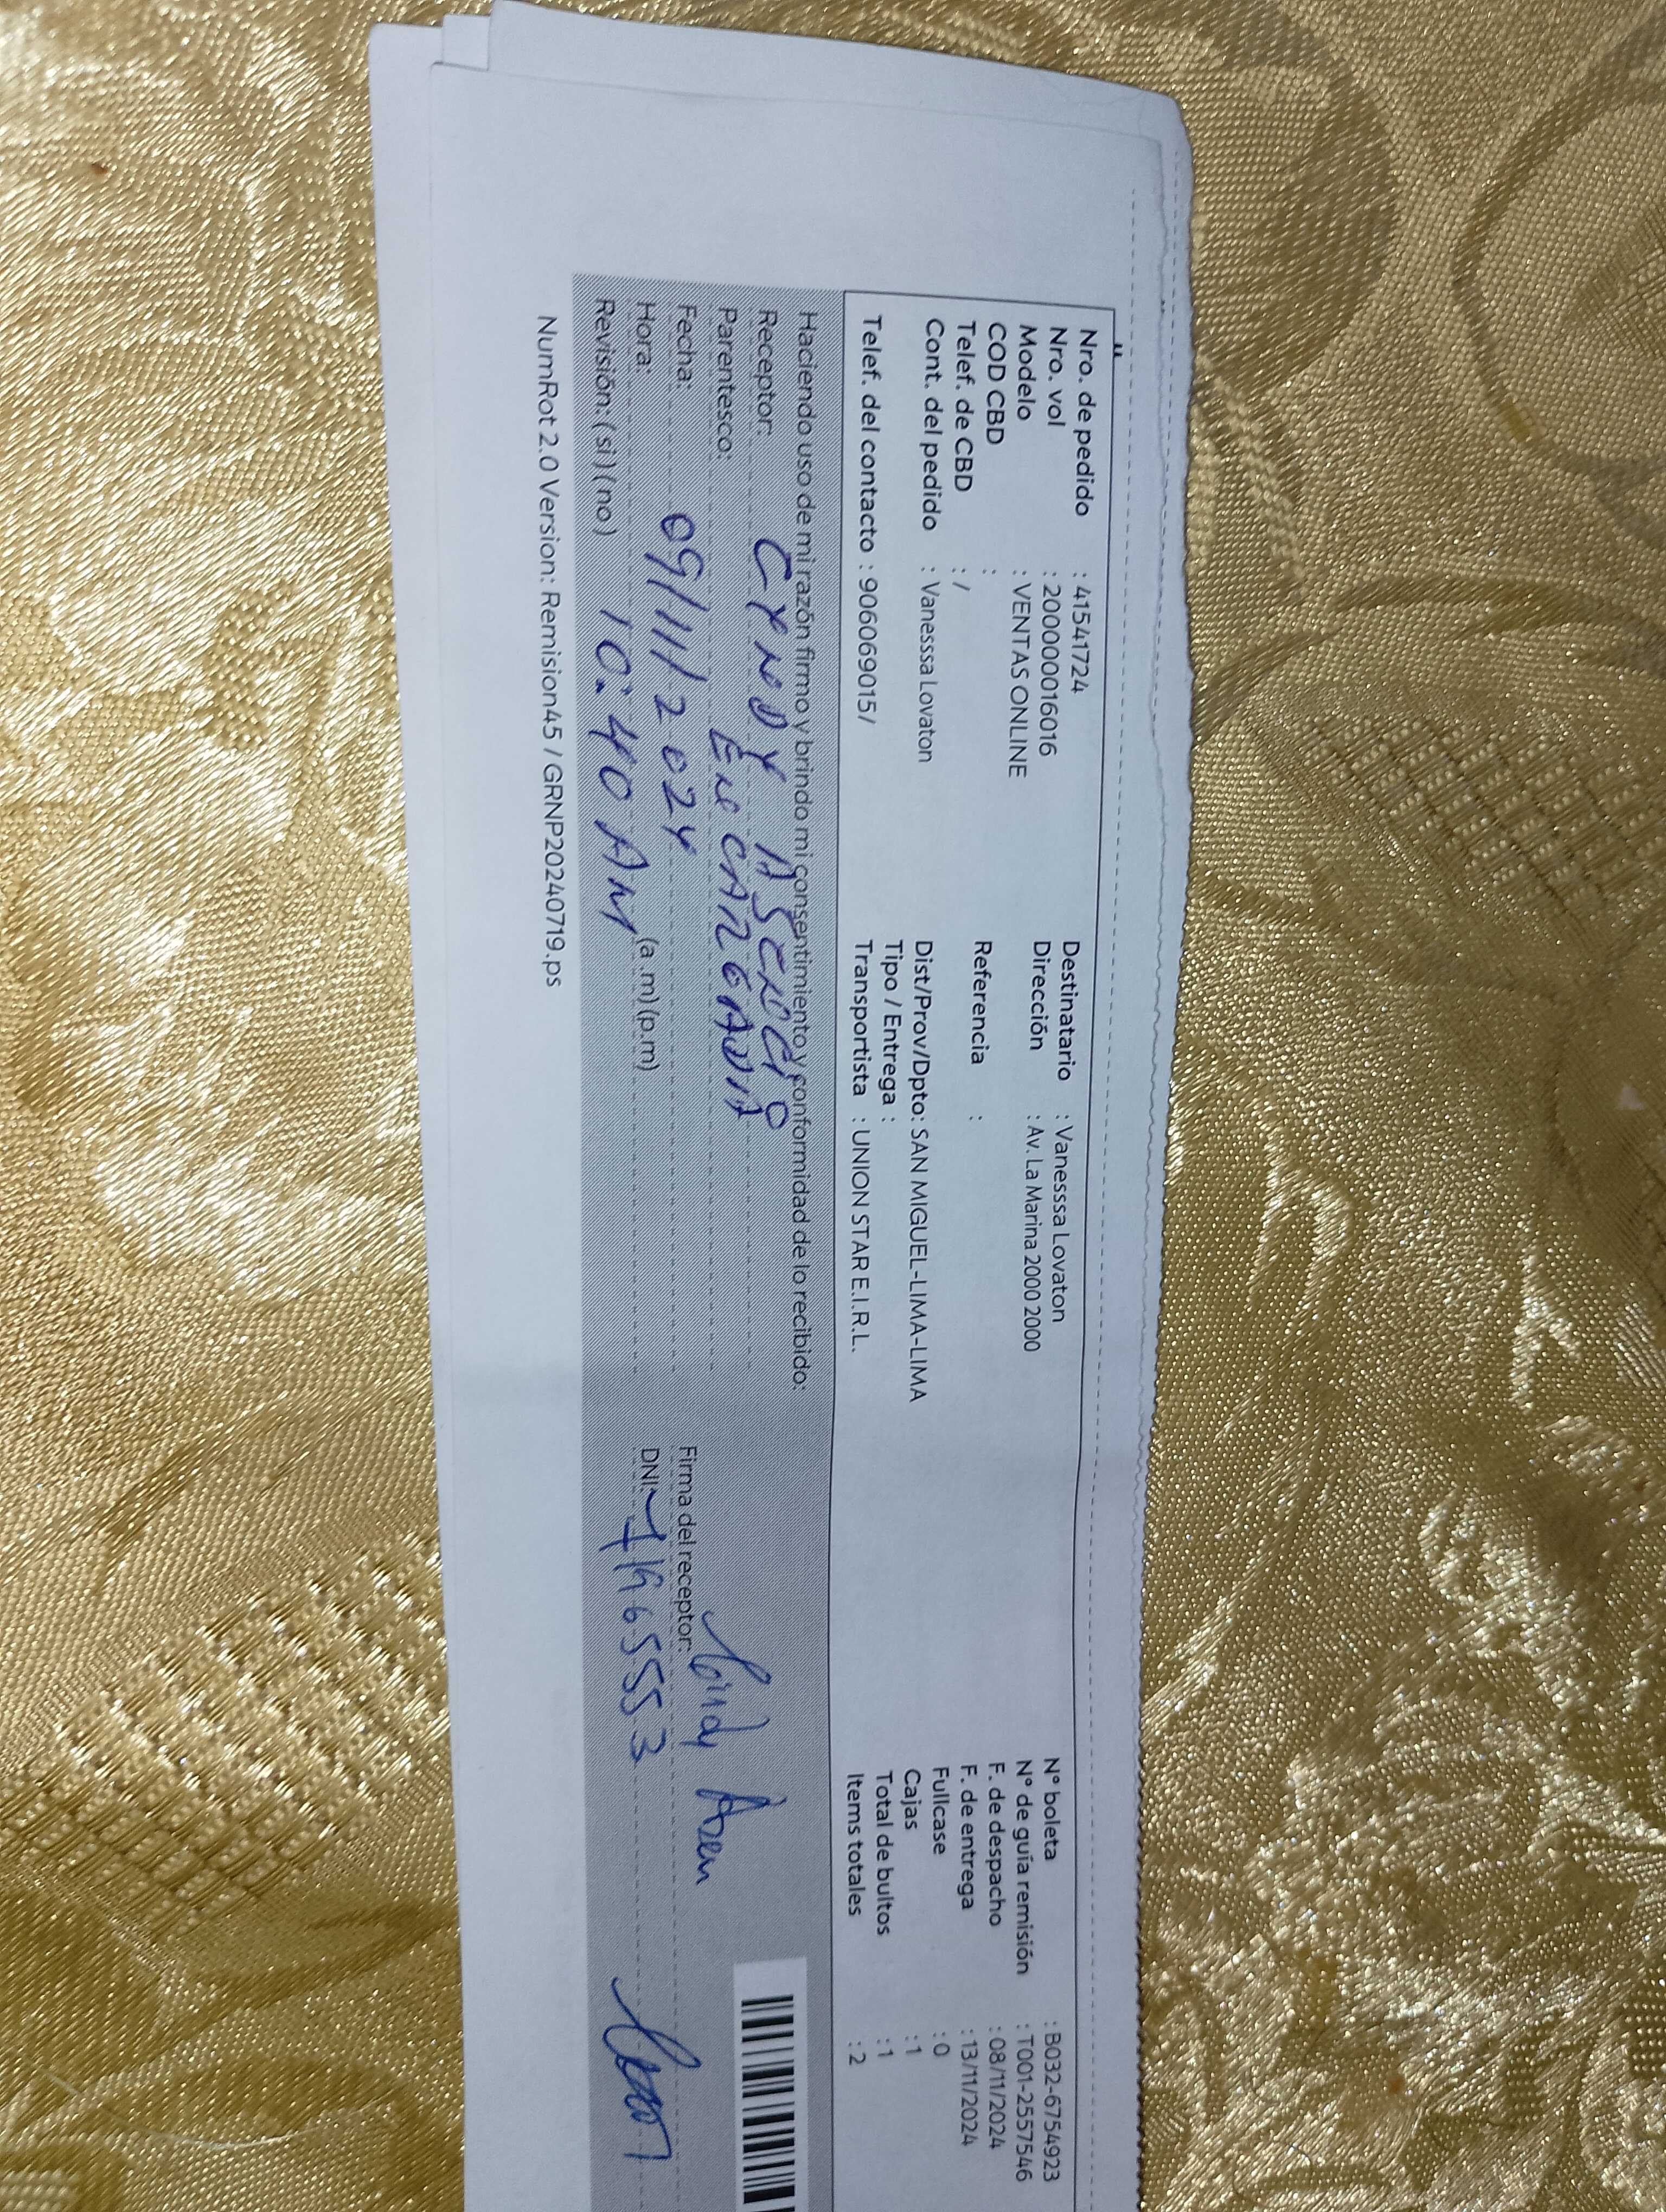 Nro. de pedido : 41541724
Nro. vol : 2000000016016
Modelo : VENTAS ONLINE
COD CBD :
Telef. de CBD : /
Cont. del pedido : Vanesssa Lovaton
Telef. del contacto : 906069015/
Destinatario : Vanessa Lovaton
Dirección : Av. La Marina 2000 2000
Referencia :
Dist/Prov/Dpto: SAN MIGUEL-LIMA-LIMA
Tipo / Entrega :
Transportista : UNION STAR E.I.R.L.
N° boleta : B032-6754923
N° de guía remisión : T001-2557546
F. de despacho : 08/11/2024
F. de entrega : 13/11/2024
Fullcase : 0
Cajas : 1
Total de bultos : 1
Items totales : 2
Haciendo uso de mi razón firmo y brindo mi consentimiento y conformidad de lo recibido:
Receptor: CYNDY ASENCIO
Parentesco: ENCARGADA
Fecha: 09/11/2024
Hora: 10:40 AM (a .m) (p.m)
Revisión: (si) (no)
Firma del receptor:
DNI:
NumRot 2.0 Version: Remision45 / GRNP20240719.ps